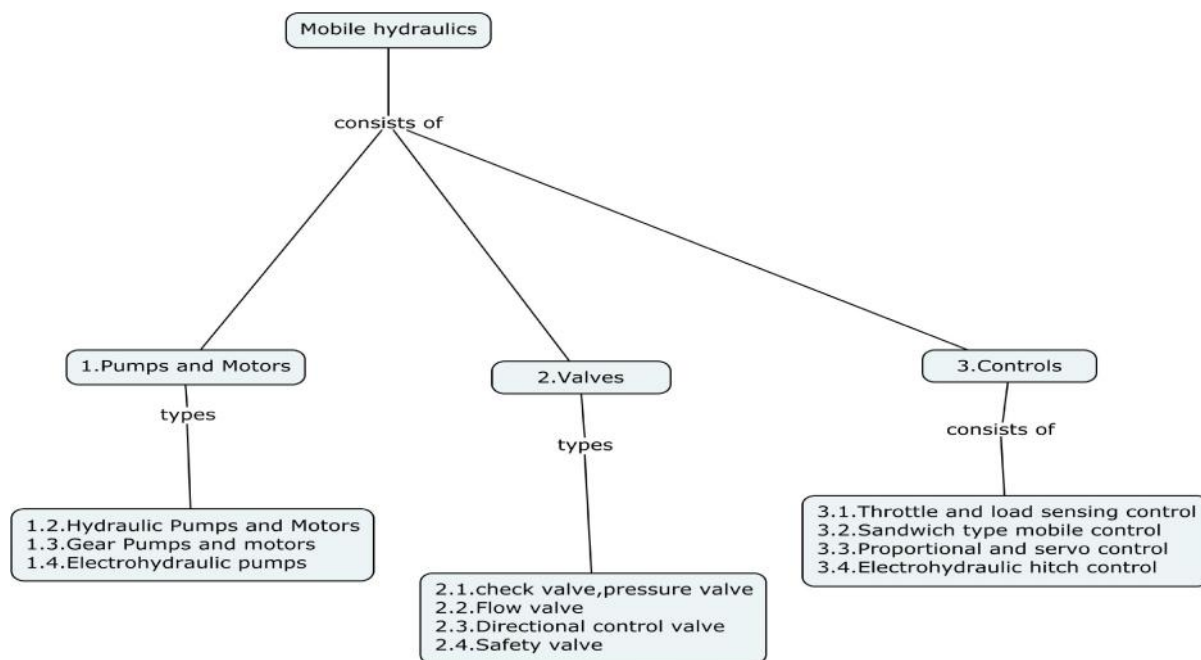 Mobile hydraulics
consists of
1.Pumps and Motors
2.Valves
3.Controls
types
types
consists of
1.2.Hydraulic Pumps and Motors
1.3.Gear Pumps and motors
1.4.Electrohydraulic pumps
2.1.check valve,pressure valve
2.2.Flow valve
2.3.Directional control valve
2.4.Safety valve
3.1.Throttle and load sensing control
3.2.Sandwich type mobile control
3.3.Proportional and servo control
3.4.Electrohydraulic hitch control